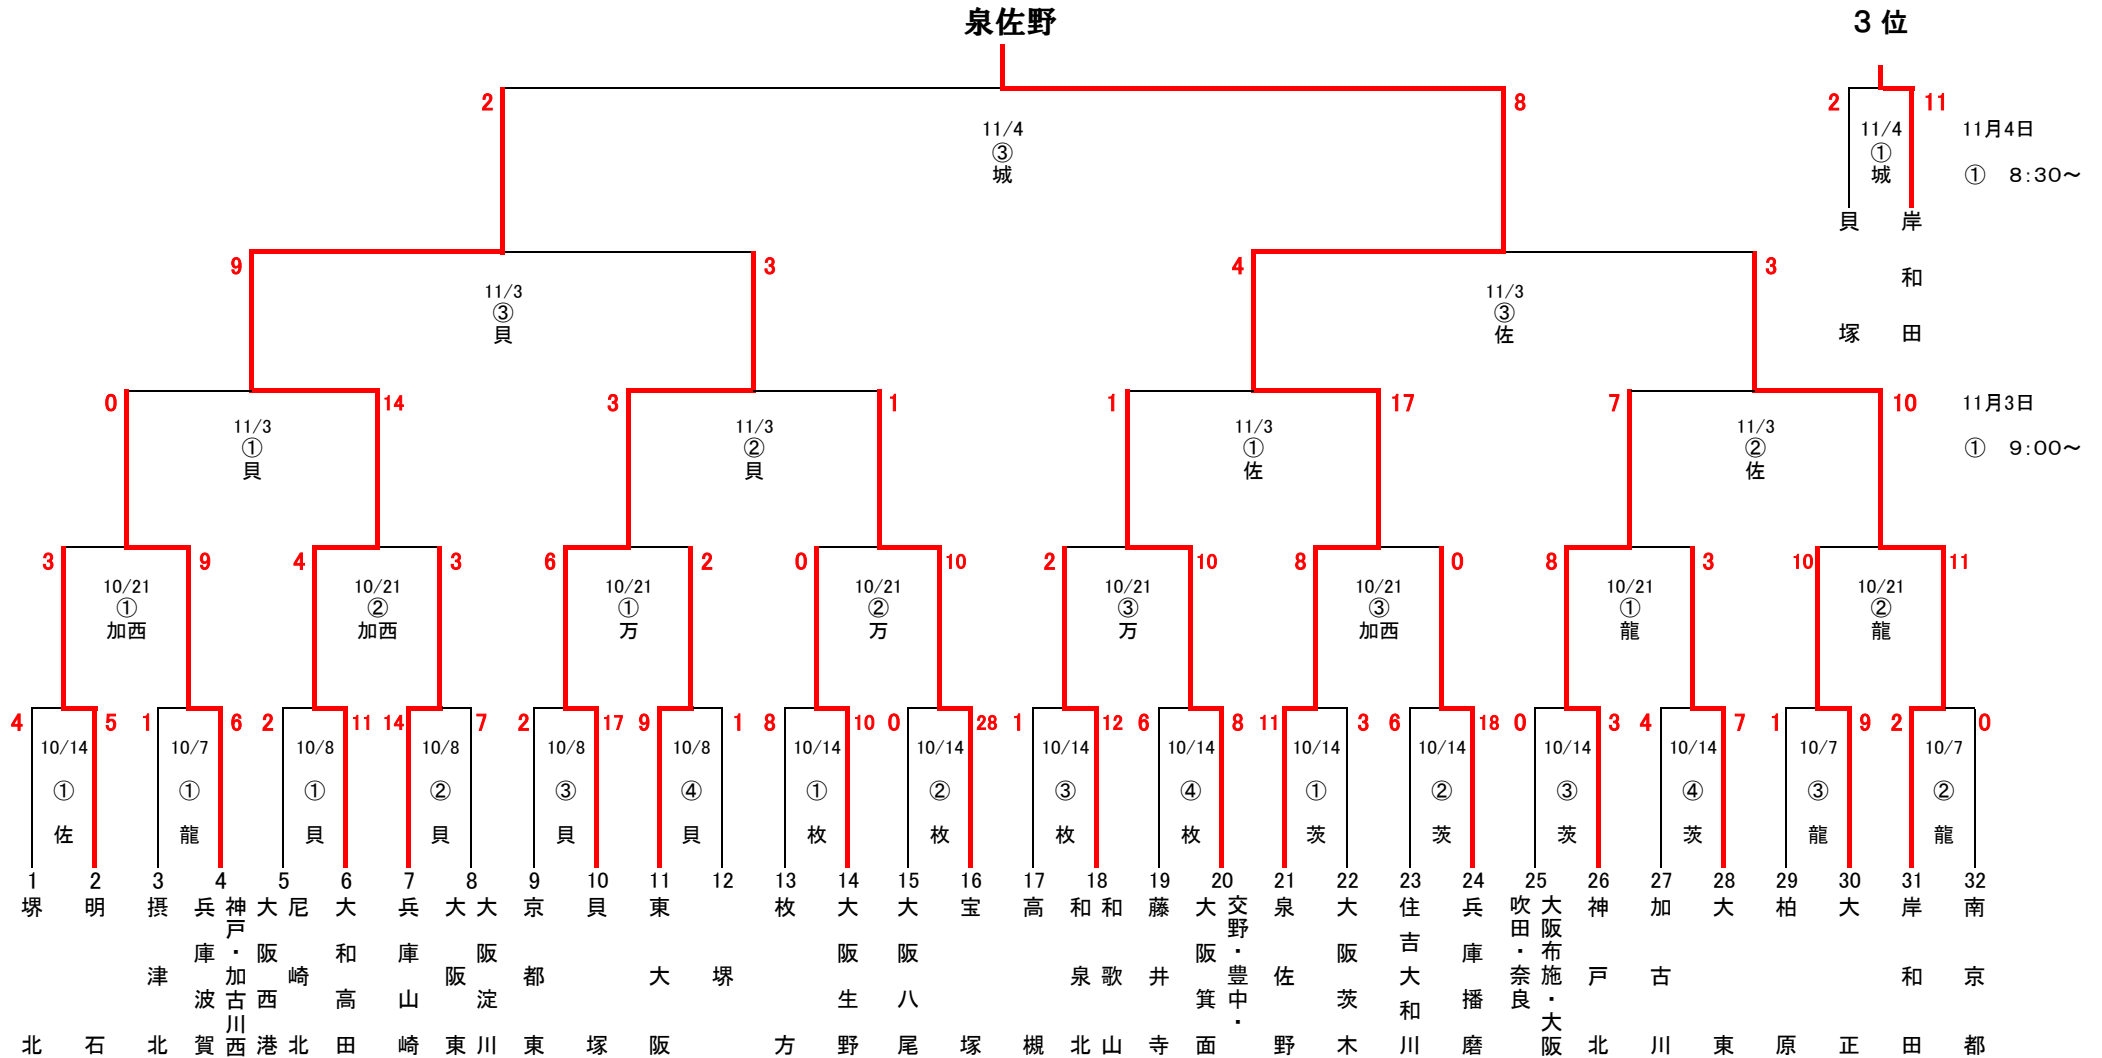 泉佐野
3 位
2 8
2 11
11/4
③
城
11/4
①
城
11月4日
① 8:30～
貝塚
岸和田
9 3 4 3
11/3
③
貝
11/3
③
佐
0 14 3 1 1 17 7 10
11/3
①
貝
11/3
②
貝
11/3
①
佐
11/3
②
佐
11月3日
① 9:00～
3 9 4 3 6 2 0 10 2 10 8 0 8 3 10 11
10/21
①
加西
10/21
②
加西
10/21
①
万
10/21
②
万
10/21
③
万
10/21
③
加西
10/21
①
龍
10/21
②
龍
4 5 1 6 2 11 14 7 2 17 9 1 8 10 0 28 1 12 6 8 11 3 6 18 0 3 4 7 1 9 2 0
10/14
①
佐
10/7
①
龍
10/8
①
貝
10/8
②
貝
10/8
③
貝
10/8
④
貝
10/14
①
枚
10/14
②
枚
10/14
③
枚
10/14
④
枚
10/14
①
茨
10/14
②
茨
10/14
③
茨
10/14
④
茨
10/7
③
龍
10/7
②
龍
1
堺北
2
明石
3
摂津北
4
神戸・加古川西
兵庫波賀
5
尼崎北
大阪西港
6
大和高田
7
兵庫山崎
8
大阪淀川
大阪東
9
京都東
10
貝塚
11
東大阪
12
堺
13
枚方
14
大阪生野
15
大阪八尾
16
宝塚
17
高槻
18
和歌山
和泉北
19
藤井寺
20
交野・豊中・
大阪箕面
21
泉佐野
22
大阪茨木
23
住吉大和川
24
兵庫播磨
25
大阪布施・大阪
吹田・奈良
26
神戸北
27
加古川
28
大東
29
柏原
30
大正
31
岸和田
32
南京都